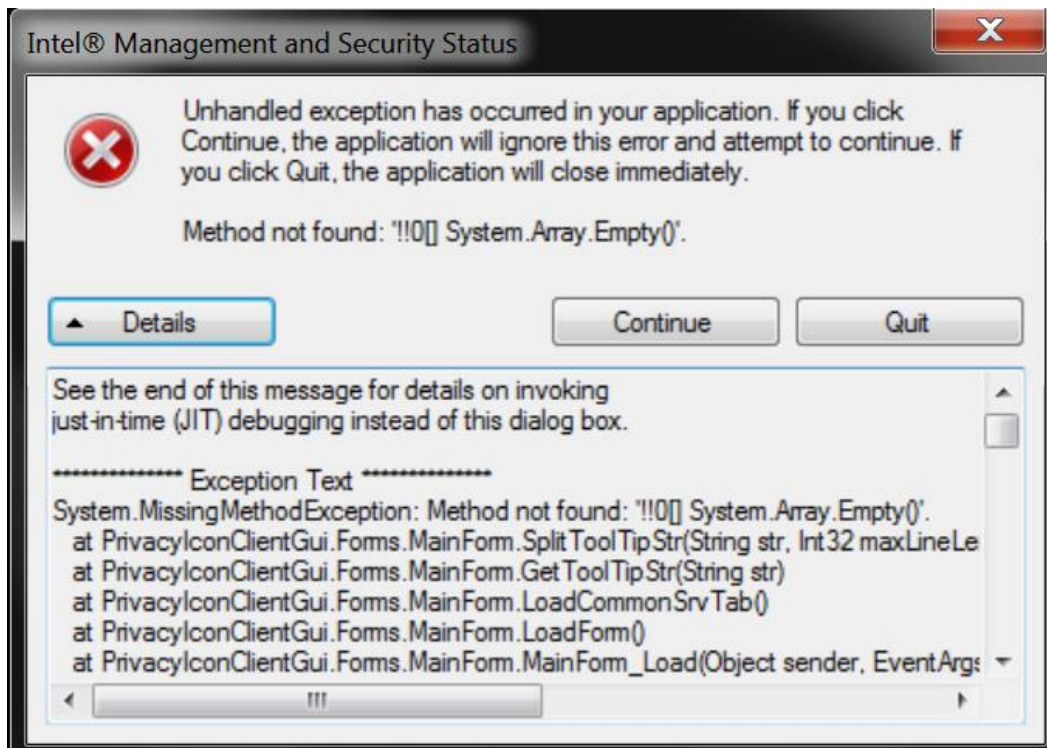 Intel® Management and Security Status
Unhandled exception has occurred in your application. If you click
Continue, the application will ignore this error and attempt to continue. If
you click Quit, the application will close immediately.
Method not found: '!!0[] System.Array.Empty()'.
Details
Continue
Quit
See the end of this message for details on invoking
just-in-time (JIT) debugging instead of this dialog box.
************** Exception Text **************
System.MissingMethodException: Method not found: '!!0[] System.Array.Empty()'.
at PrivacyIconClientGui.Forms.MainForm.SplitToolTipStr(String str, Int32 maxLineLe
at PrivacyIconClientGui.Forms.MainForm.GetToolTipStr(String str)
at PrivacyIconClientGui.Forms.MainForm.LoadCommonSrvTab()
at PrivacyIconClientGui.Forms.MainForm.LoadForm()
at PrivacyIconClientGui.Forms.MainForm.MainForm_Load(Object sender, EventArgs